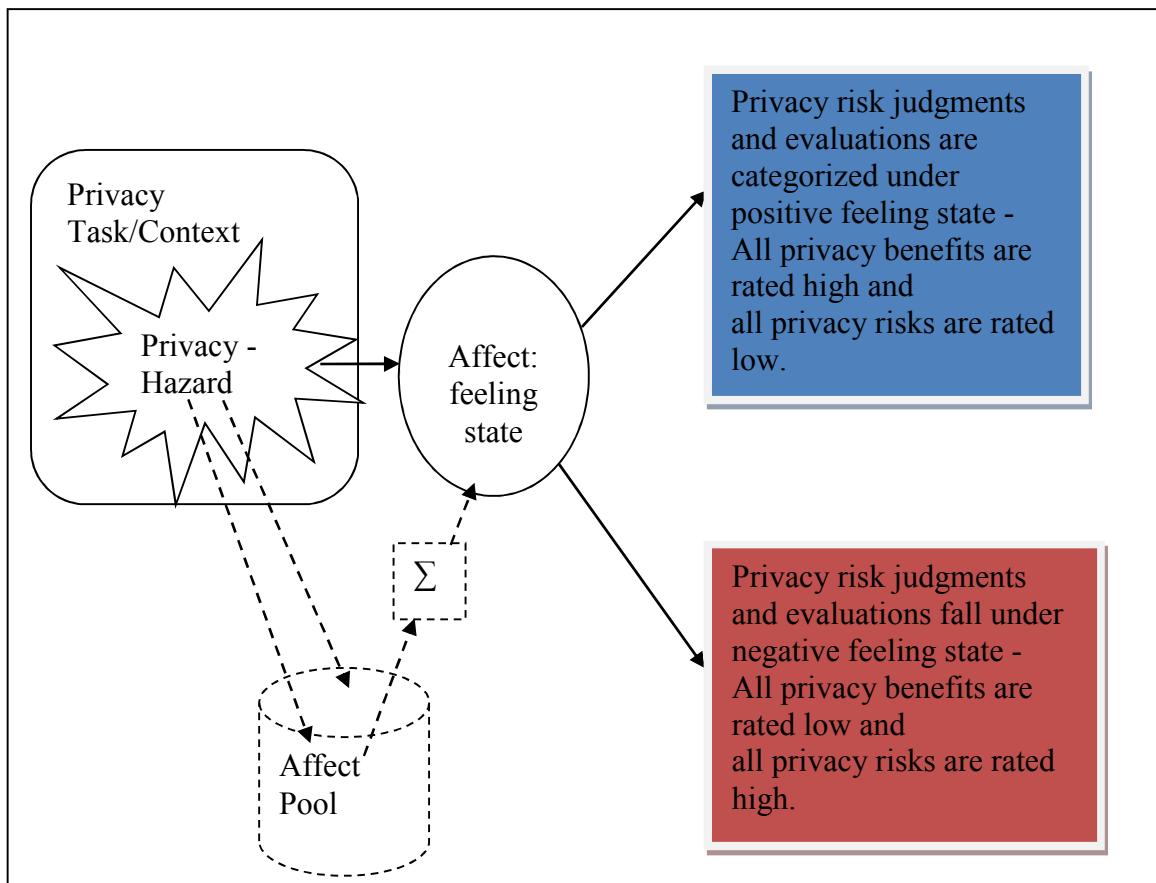 Privacy
Task/Context
Privacy -
Hazard
Affect:
feeling
state
∑
Affect
Pool
Privacy risk judgments
and evaluations are
categorized under
positive feeling state -
All privacy benefits are
rated high and
all privacy risks are rated
low.
Privacy risk judgments
and evaluations fall under
negative feeling state -
All privacy benefits are
rated low and
all privacy risks are rated
high.